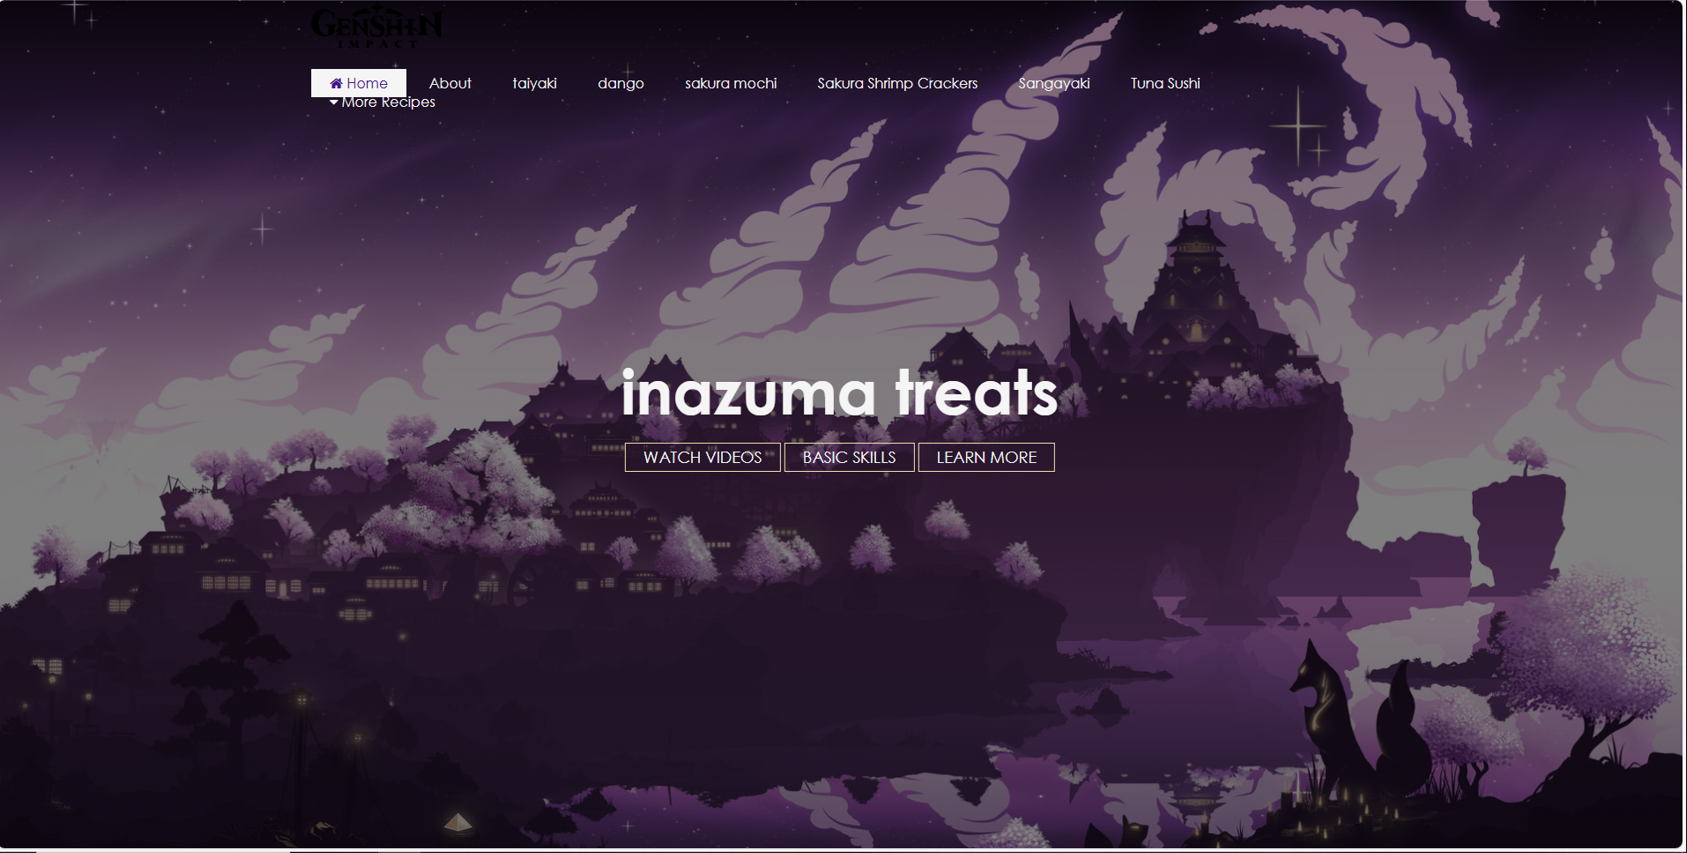 GENSHIN
IMPACT
Home About taiyaki dango sakura mochi Sakura Shrimp Crackers Sangayaki Tuna Sushi
More Recipes
inazuma treats
WATCH VIDEOS BASIC SKILLS LEARN MORE